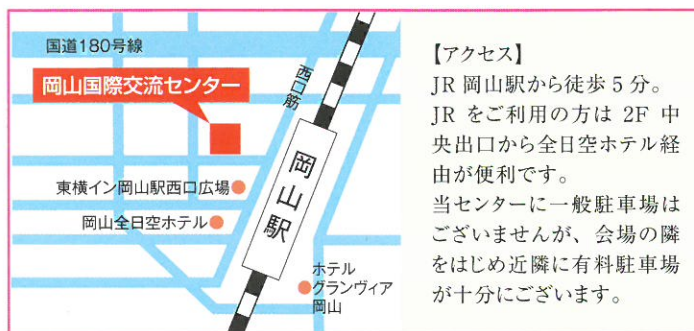 国道180号線
岡山国際交流センター
西口筋
岡山駅
東横イン岡山駅西口広場
岡山全日空ホテル
ホテル
グランヴィア
岡山
【アクセス】
JR 岡山駅から徒歩 5 分。
JR をご利用の方は 2F 中
央出口から全日空ホテル経
由が便利です。
当センターに一般駐車場は
ございませんが、会場の隣
をはじめ近隣に有料駐車場
が十分にございます。